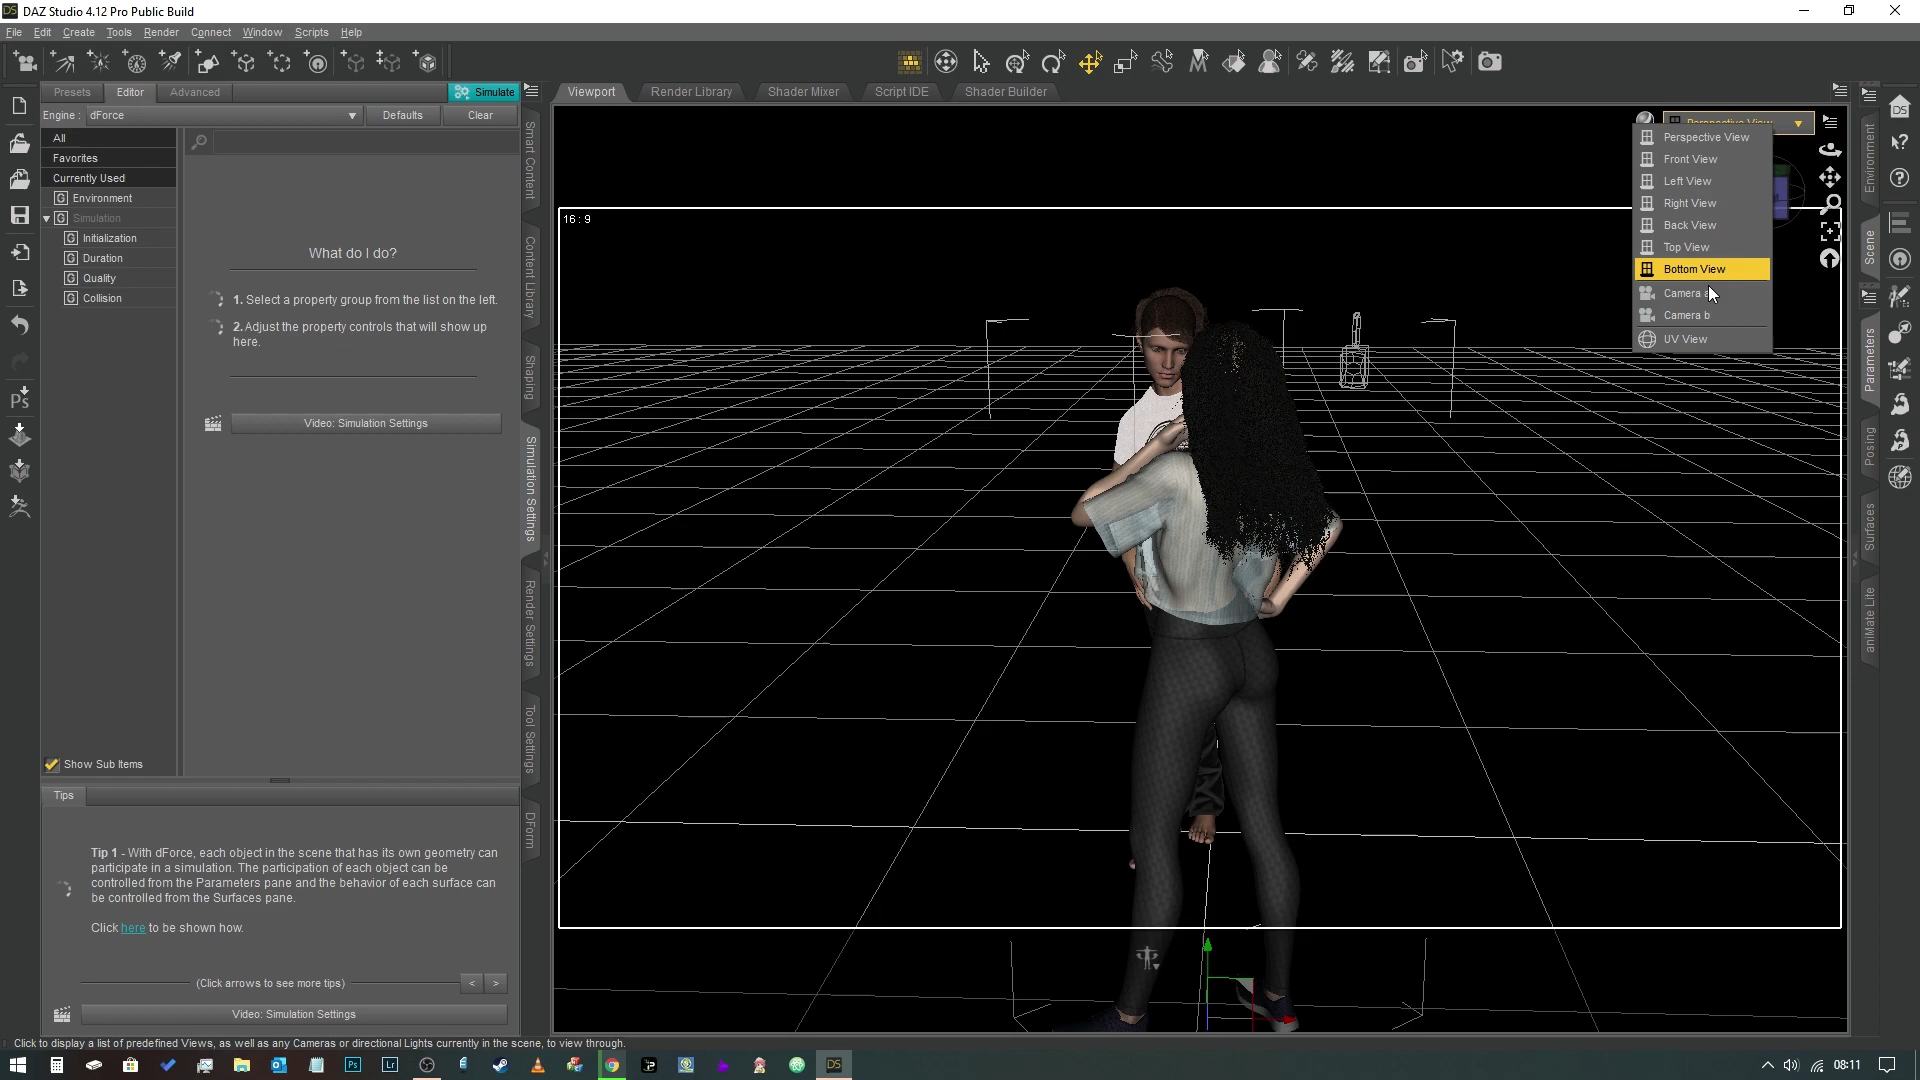 DAZ Studio 4.12 Pro Public Build
File Edit Create Tools Render Connect Window Scripts Help
Presets Editor Advanced Simulate
Engine : dForce Defaults Clear
All
Favorites
Currently Used
Environment
Simulation
Initialization
Duration
Quality
Collision
What do I do?
1. Select a property group from the list on the left.
2. Adjust the property controls that will show up
here.
Video: Simulation Settings
Show Sub Items
Tips
Tip 1 - With dForce, each object in the scene that has its own geometry can
participate in a simulation. The participation of each object can be
controlled from the Parameters pane and the behavior of each surface can
be controlled from the Surfaces pane.
Click here to be shown how.
(Click arrows to see more tips) < >
Video: Simulation Settings
Smart Content
Content Library
Shaping
Simulation Settings
Render Settings
Tool Settings
DForm
Viewport Render Library Shader Mixer Script IDE Shader Builder
16 : 9
Perspective View
Perspective View
Front View
Left View
Right View
Back View
Top View
Bottom View
Camera a
Camera b
UV View
Environment
Scene
Parameters
Posing
Surfaces
aniMate Lite
Click to display a list of predefined Views, as well as any Cameras or directional Lights currently in the scene, to view through.
08:11